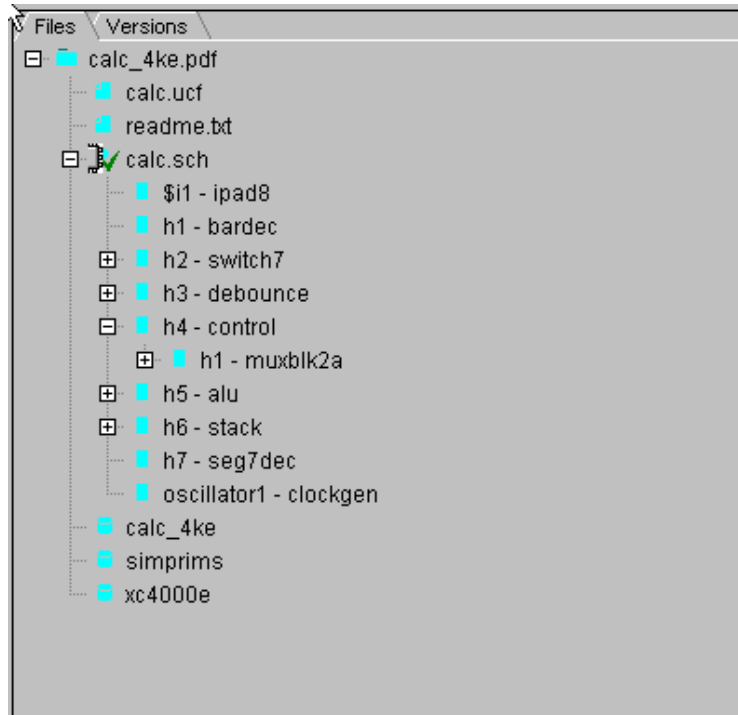 Files Versions
calc_4ke.pdf
calc.ucf
readme.txt
calc.sch
$i1 - ipad8
h1 - bardec
h2 - switch7
h3 - debounce
h4 - control
h1 - muxblk2a
h5 - alu
h6 - stack
h7 - seg7dec
oscillator1 - clockgen
calc_4ke
simprims
xc4000e